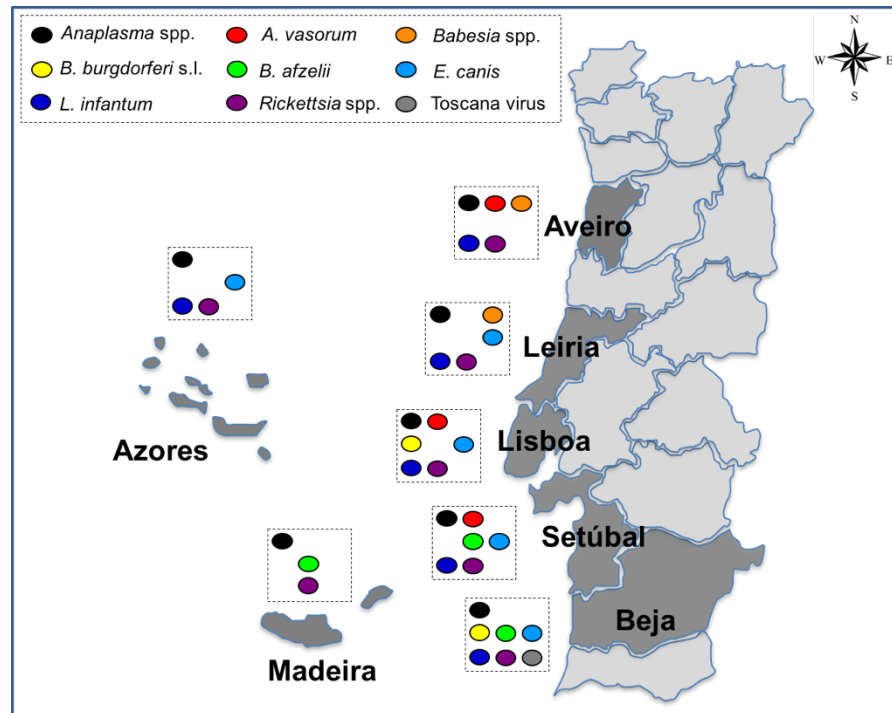 Anaplasma spp. A. vasorum Babesia spp.
B. burgdorferi s.l. B. afzelii E. canis
L. infantum Rickettsia spp. Toscana virus
N
W E
S
Aveiro
Leiria
Lisboa
Azores
Setúbal
Beja
Madeira